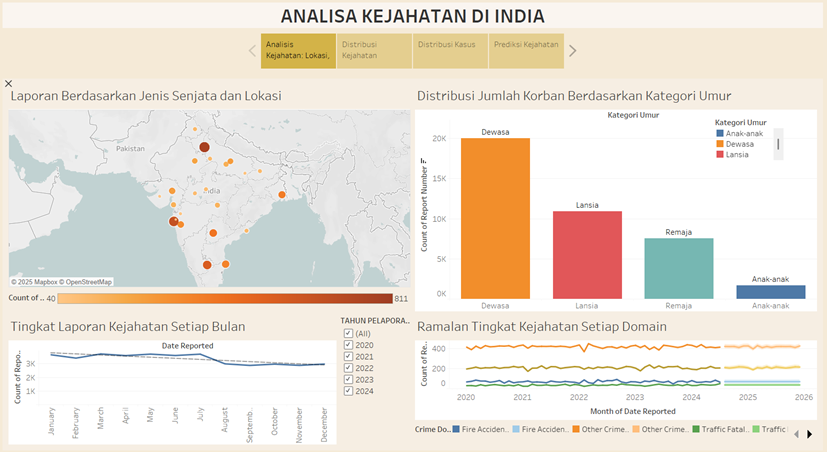 ANALISA KEJAHATAN DI INDIA
Analisis
Kejahatan: Lokasi,
Distribusi
Kejahatan
Distribusi Kasus
Prediksi Kejahatan
Laporan Berdasarkan Jenis Senjata dan Lokasi
Pakistan
India
© 2025 Mapbox © OpenStreetMap
Count of .. 40
811
Distribusi Jumlah Korban Berdasarkan Kategori Umur
Kategori Umur
Kategori Umur
Anak-anak
Dewasa
Lansia
Count of Report Number
20K
15K
10K
5K
0K
Dewasa
Lansia
Remaja
Anak-anak
Dewasa
Lansia
Remaja
Anak-anak
Tingkat Laporan Kejahatan Setiap Bulan
Date Reported
Count of Repo..
3K
2K
1K
January
February
March
April
May
June
July
August
Septemb..
October
November
December
TAHUN PELAPORA..
(All)
2020
2021
2022
2023
2024
Ramalan Tingkat Kejahatan Setiap Domain
Count of Re..
400
200
0
2020
2021
2022
2023
2024
2025
2026
Month of Date Reported
Crime Do..
Fire Acciden..
Fire Acciden..
Other Crime..
Other Crime..
Traffic Fatal..
Traffic